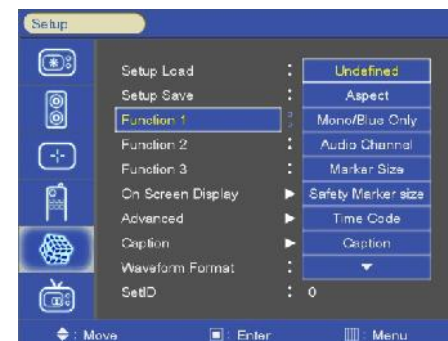 Setup
Setup Load : Undefined
Setup Save : Aspect
Function 1 : Mono/Blue Only
Function 2 : Audio Channel
Function 3 : Marker Size
On Screen Display Safety Marker size
Advanced Time Code
Caption Caption
Waveform Format :
SetID : 0
: Move : Enter : Menu